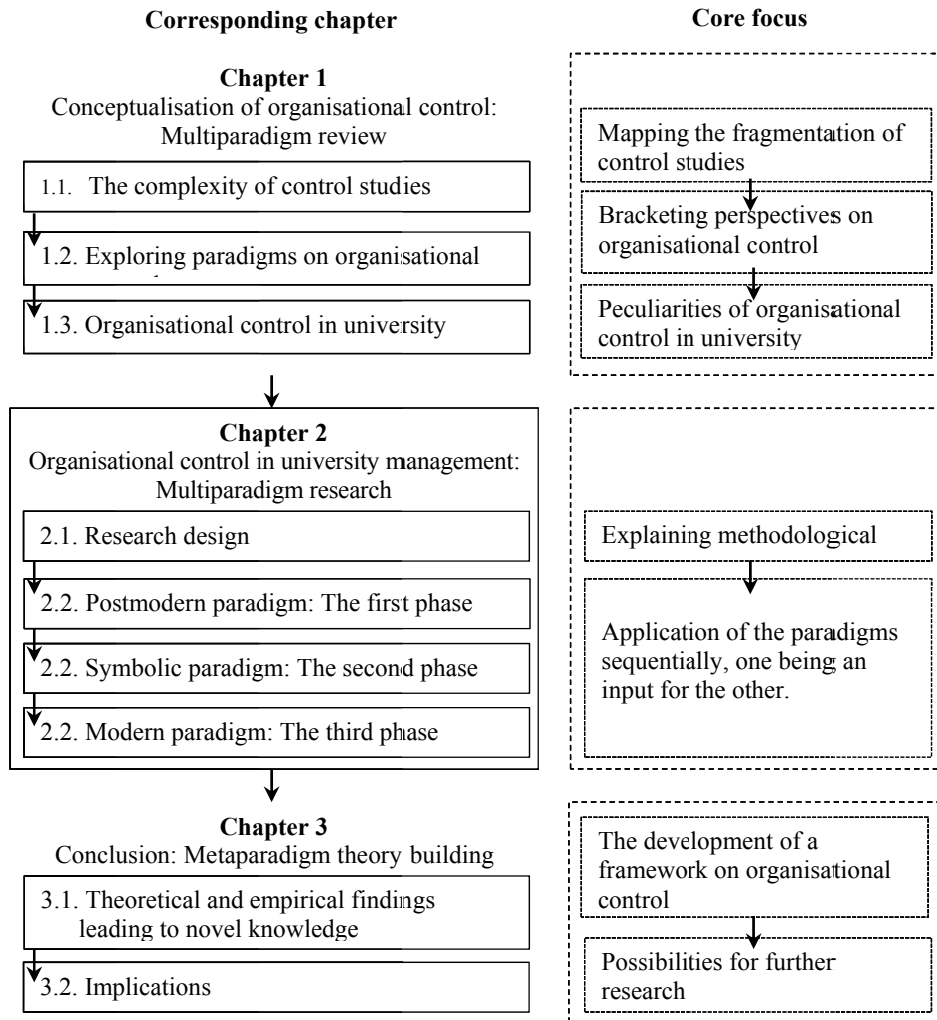 Corresponding chapter
Core focus
Chapter 1
Conceptualisation of organisational control:
Multiparadigm review
1.1. The complexity of control studies
1.2. Exploring paradigms on organisational
1.3. Organisational control in university
Mapping the fragmentation of
control studies
Bracketing perspectives on
organisational control
Peculiarities of organisational
control in university
Chapter 2
Organisational control in university management:
Multiparadigm research
2.1. Research design
2.2. Postmodern paradigm: The first phase
2.2. Symbolic paradigm: The second phase
2.2. Modern paradigm: The third phase
Explaining methodological
Application of the paradigms
sequentially, one being an
input for the other.
Chapter 3
Conclusion: Metaparadigm theory building
3.1. Theoretical and empirical findings
leading to novel knowledge
3.2. Implications
The development of a
framework on organisational
control
Possibilities for further
research